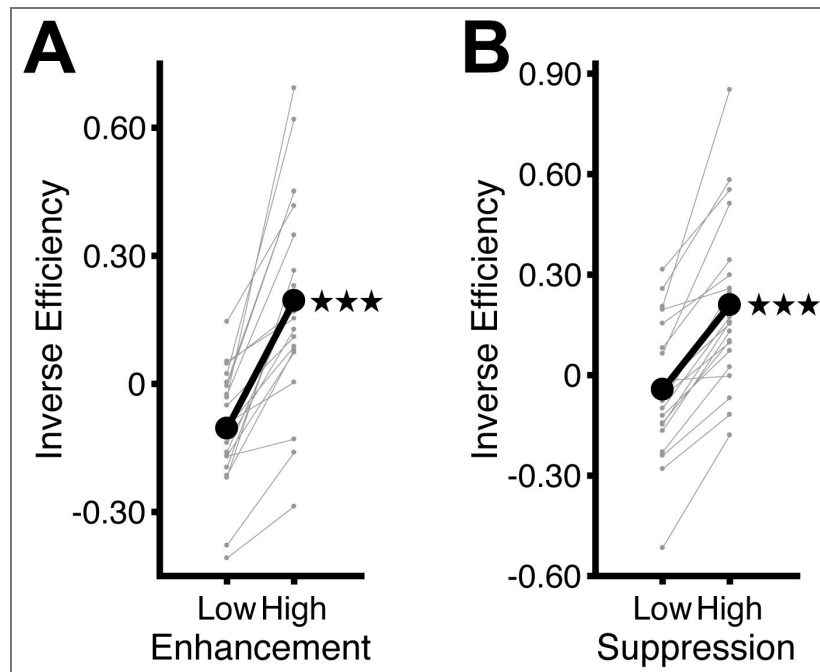 A
Inverse Efficiency
0.60
0.30
0
-0.30
Low High
Enhancement
★★★
B
Inverse Efficiency
0.90
0.60
0.30
0
-0.30
-0.60
Low High
Suppression
★★★